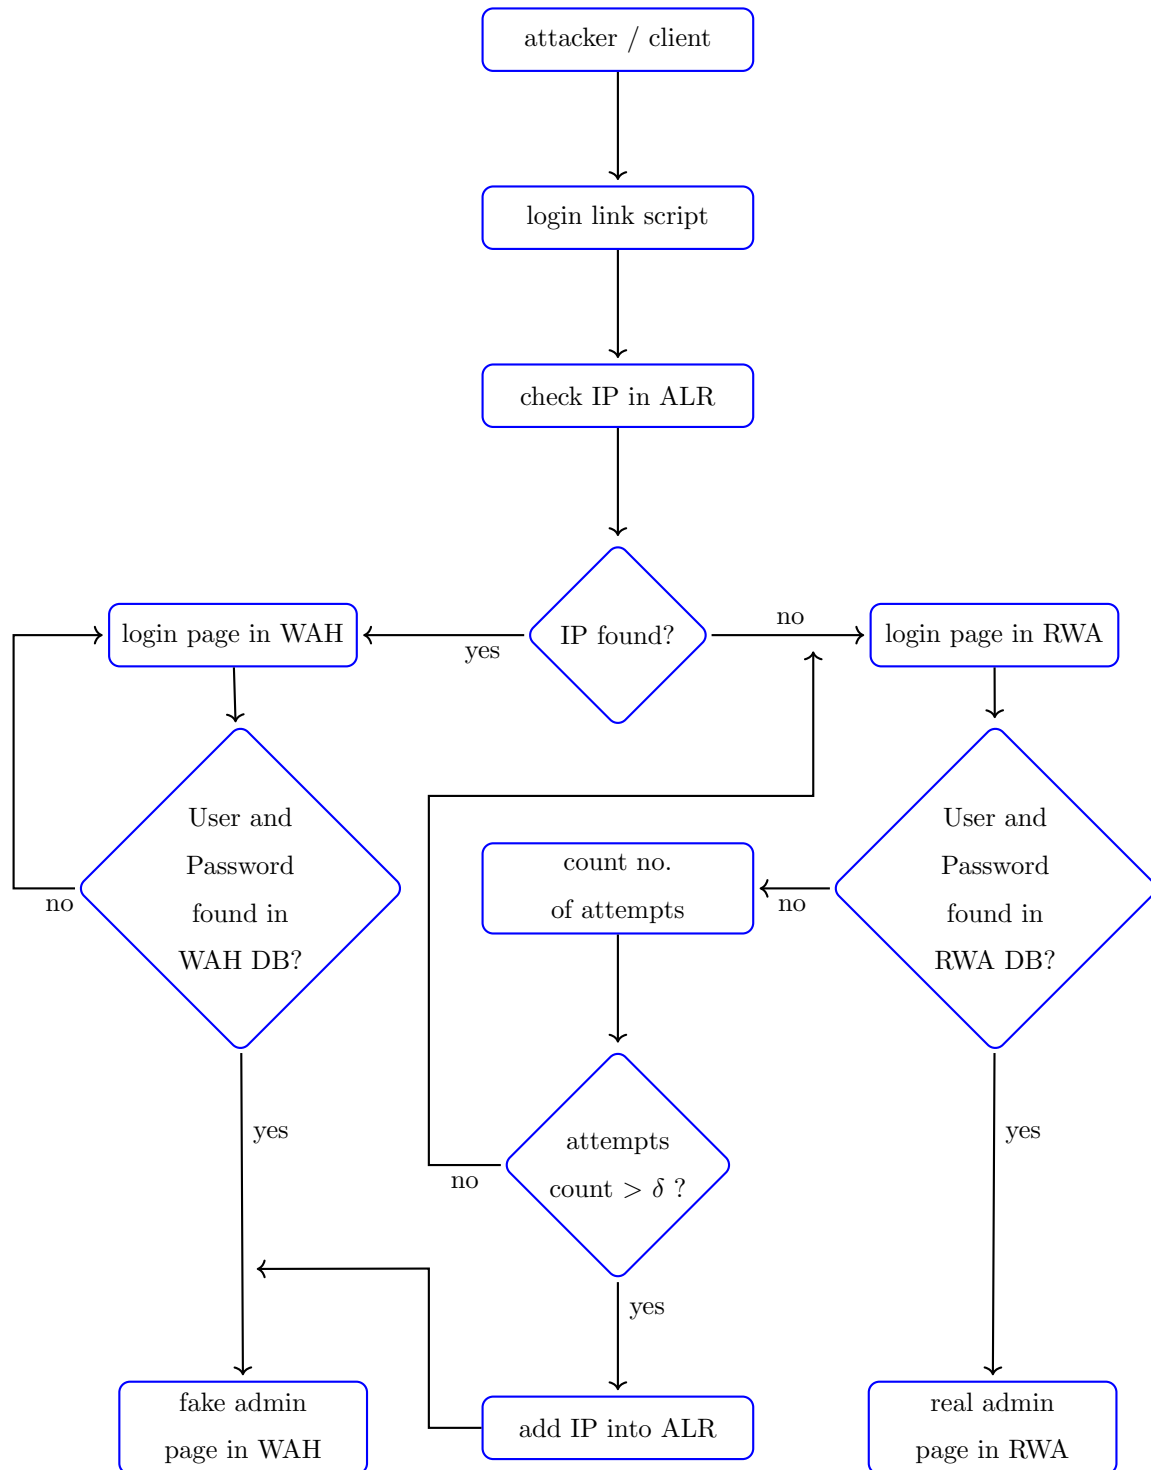 attacker / client
login link script
check IP in ALR
IP found?
yes
no
login page in WAH
login page in RWA
User and
Password
found in
WAH DB?
no
yes
count no.
of attempts
User and
Password
found in
RWA DB?
no
yes
attempts
count > δ ?
no
yes
fake admin
page in WAH
add IP into ALR
real admin
page in RWA